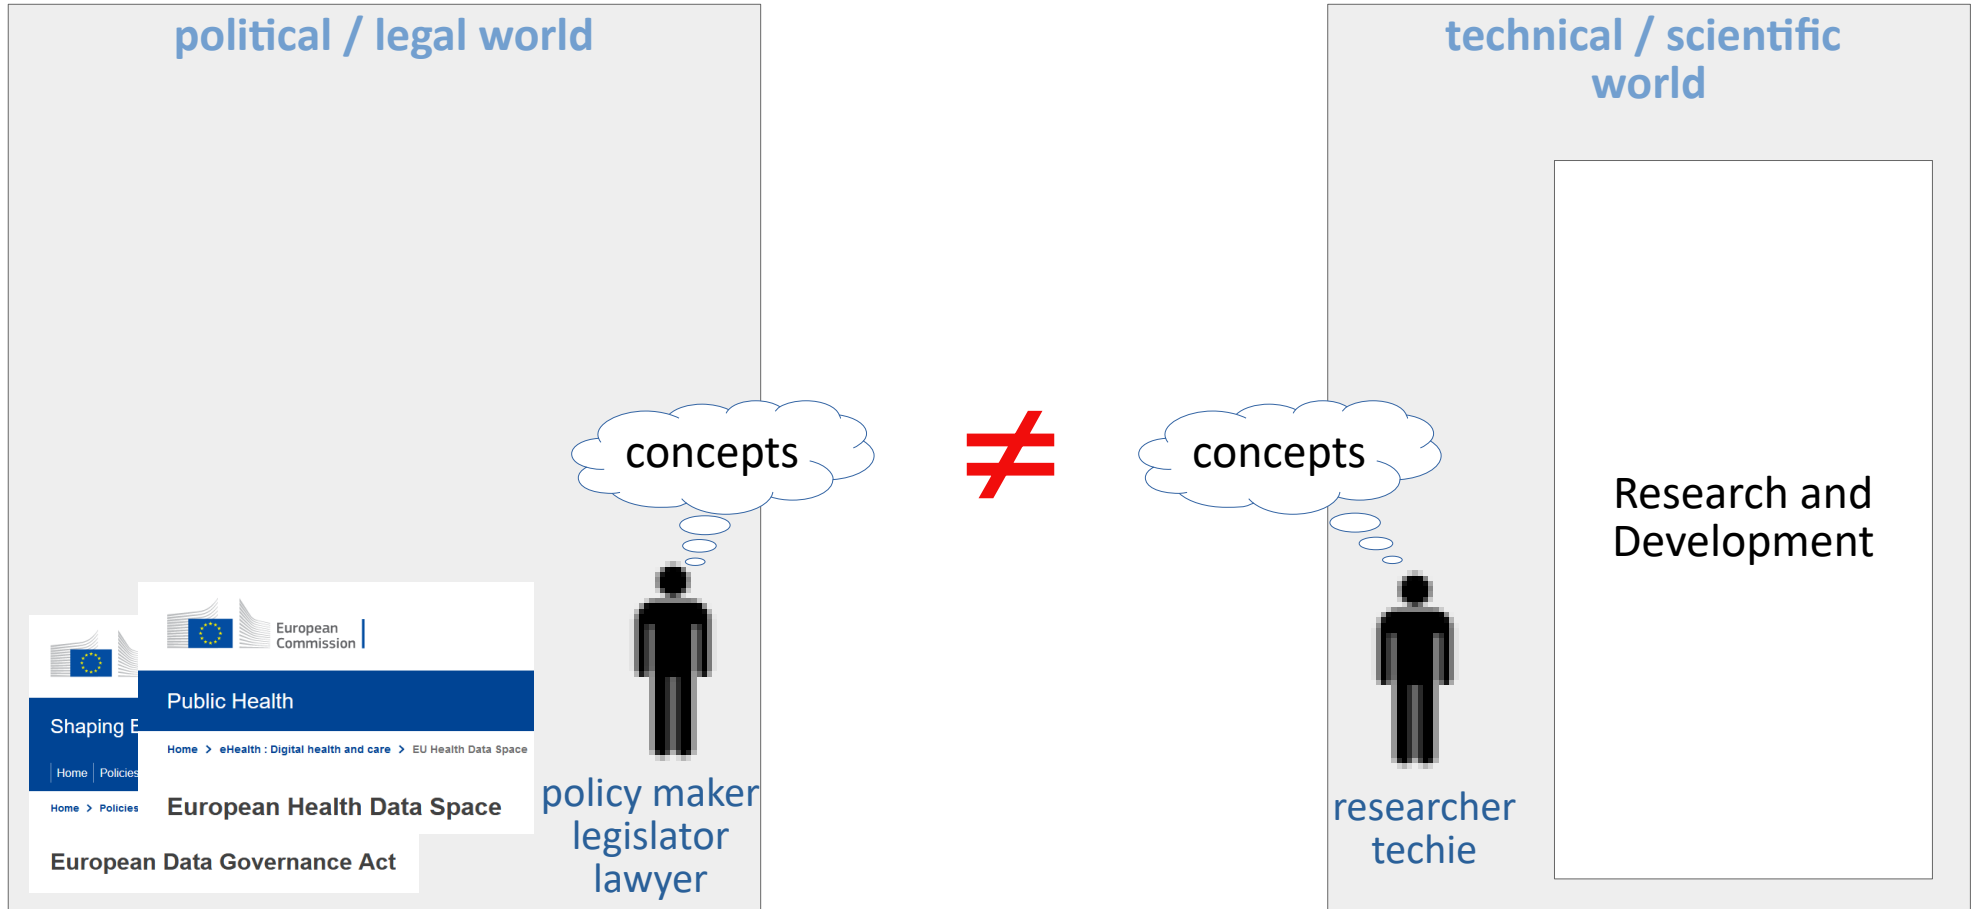 political / legal world
technical / scientific
world
concepts
≠
concepts
Research and
Development
European
Commission
Public Health
Home > eHealth : Digital health and care > EU Health Data Space
European Health Data Space
Shaping E
Home | Policies
Home > Policies
European Data Governance Act
policy maker
legislator
lawyer
researcher
techie